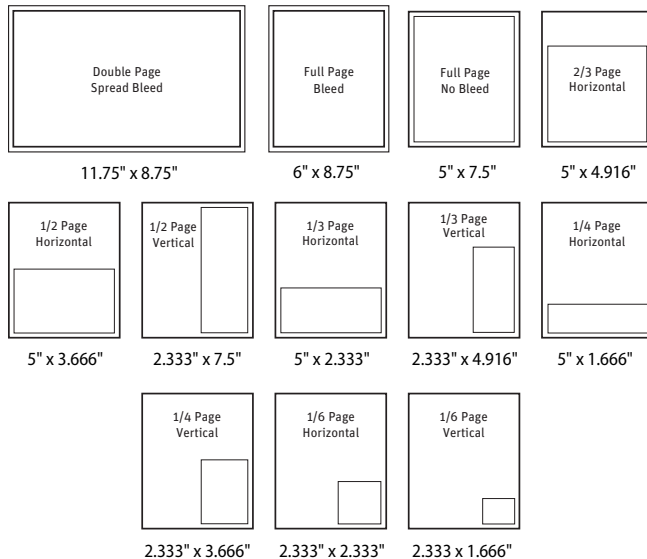 Double Page
Spread Bleed
Full Page
Bleed
Full Page
No Bleed
2/3 Page
Horizontal
11.75" x 8.75"
6" x 8.75"
5" x 7.5"
5" x 4.916"
1/2 Page
Horizontal
1/2 Page
Vertical
1/3 Page
Horizontal
1/3 Page
Vertical
1/4 Page
Horizontal
5" x 3.666"
2.333" x 7.5"
5" x 2.333"
2.333" x 4.916"
5" x 1.666"
1/4 Page
Vertical
1/6 Page
Horizontal
1/6 Page
Vertical
2.333" x 3.666"
2.333" x 2.333"
2.333 x 1.666"